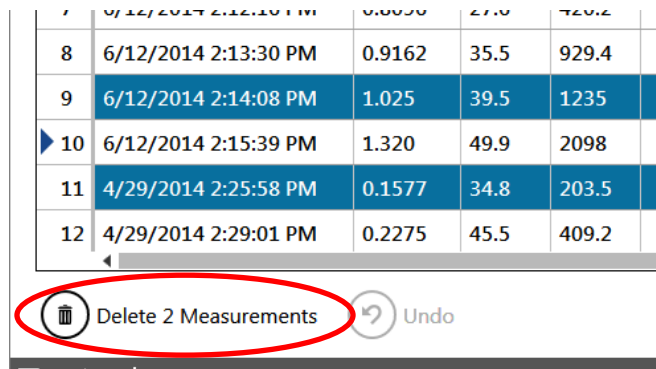 8 6/12/2014 2:13:30 PM 0.9162 35.5 929.4
9 6/12/2014 2:14:08 PM 1.025 39.5 1235
10 6/12/2014 2:15:39 PM 1.320 49.9 2098
11 4/29/2014 2:25:58 PM 0.1577 34.8 203.5
12 4/29/2014 2:29:01 PM 0.2275 45.5 409.2
Delete 2 Measurements Undo